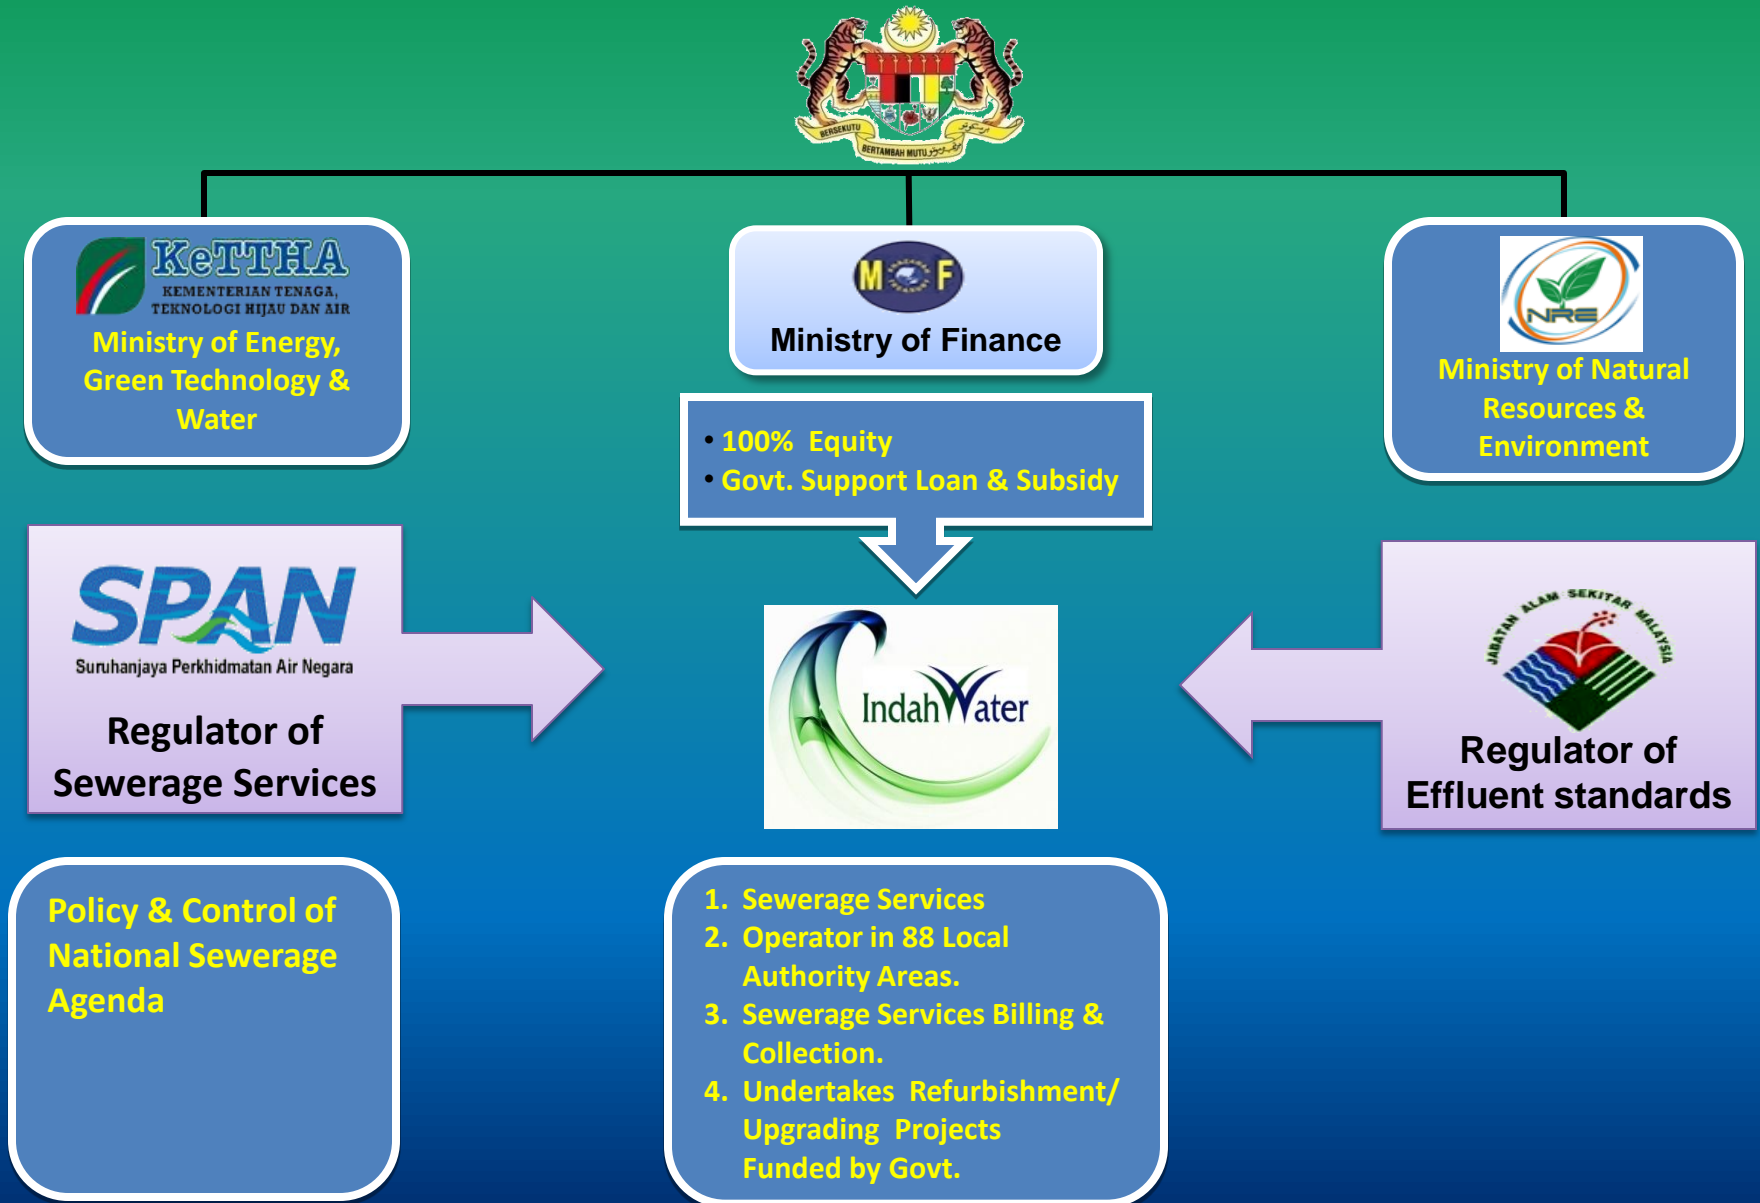 BERSEKUTU
BERTAMBAH MUTU
KeTTHA
KEMENTERIAN TENAGA,
TEKNOLOGI HIJAU DAN AIR
Ministry of Energy,
Green Technology &
Water
M F
Ministry of Finance
NRE
Ministry of Natural
Resources &
Environment
• 100% Equity
• Govt. Support Loan & Subsidy
SPAN
Suruhanjaya Perkhidmatan Air Negara
Regulator of
Sewerage Services
IndahWater
JABATAN ALAM SEKITAR MALAYSIA
Regulator of
Effluent standards
Policy & Control of
National Sewerage
Agenda
1. Sewerage Services
2. Operator in 88 Local
Authority Areas.
3. Sewerage Services Billing &
Collection.
4. Undertakes Refurbishment/
Upgrading Projects
Funded by Govt.